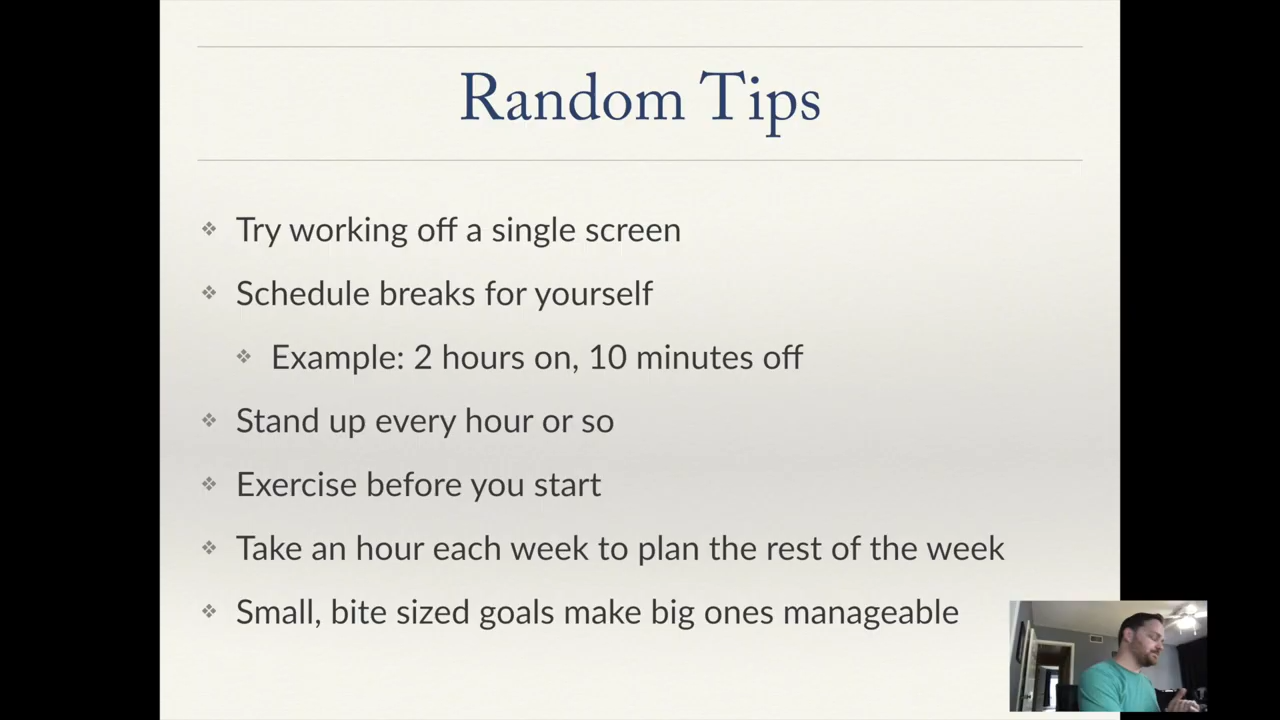 Random Tips
Try working off a single screen
Schedule breaks for yourself
Example: 2 hours on, 10 minutes off
Stand up every hour or so
Exercise before you start
Take an hour each week to plan the rest of the week
Small, bite sized goals make big ones manageable